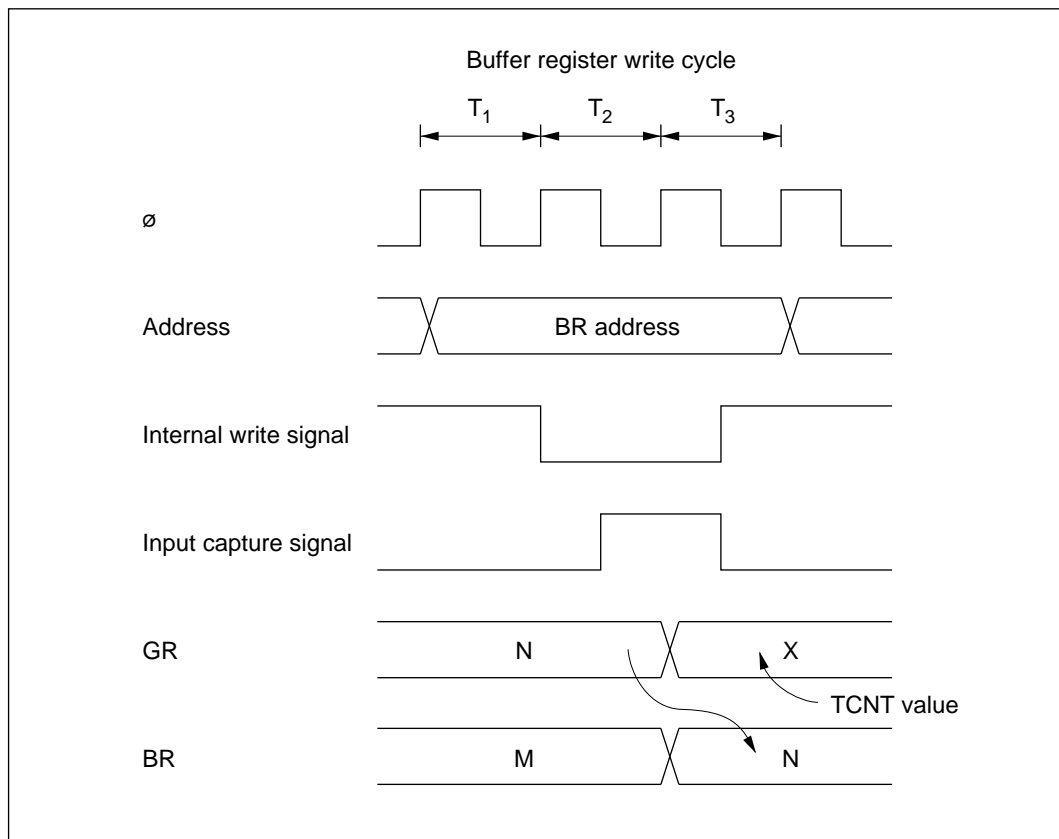 Buffer register write cycle
T1 T2 T3
ø
Address BR address
Internal write signal
Input capture signal
GR N X
TCNT value
BR M N